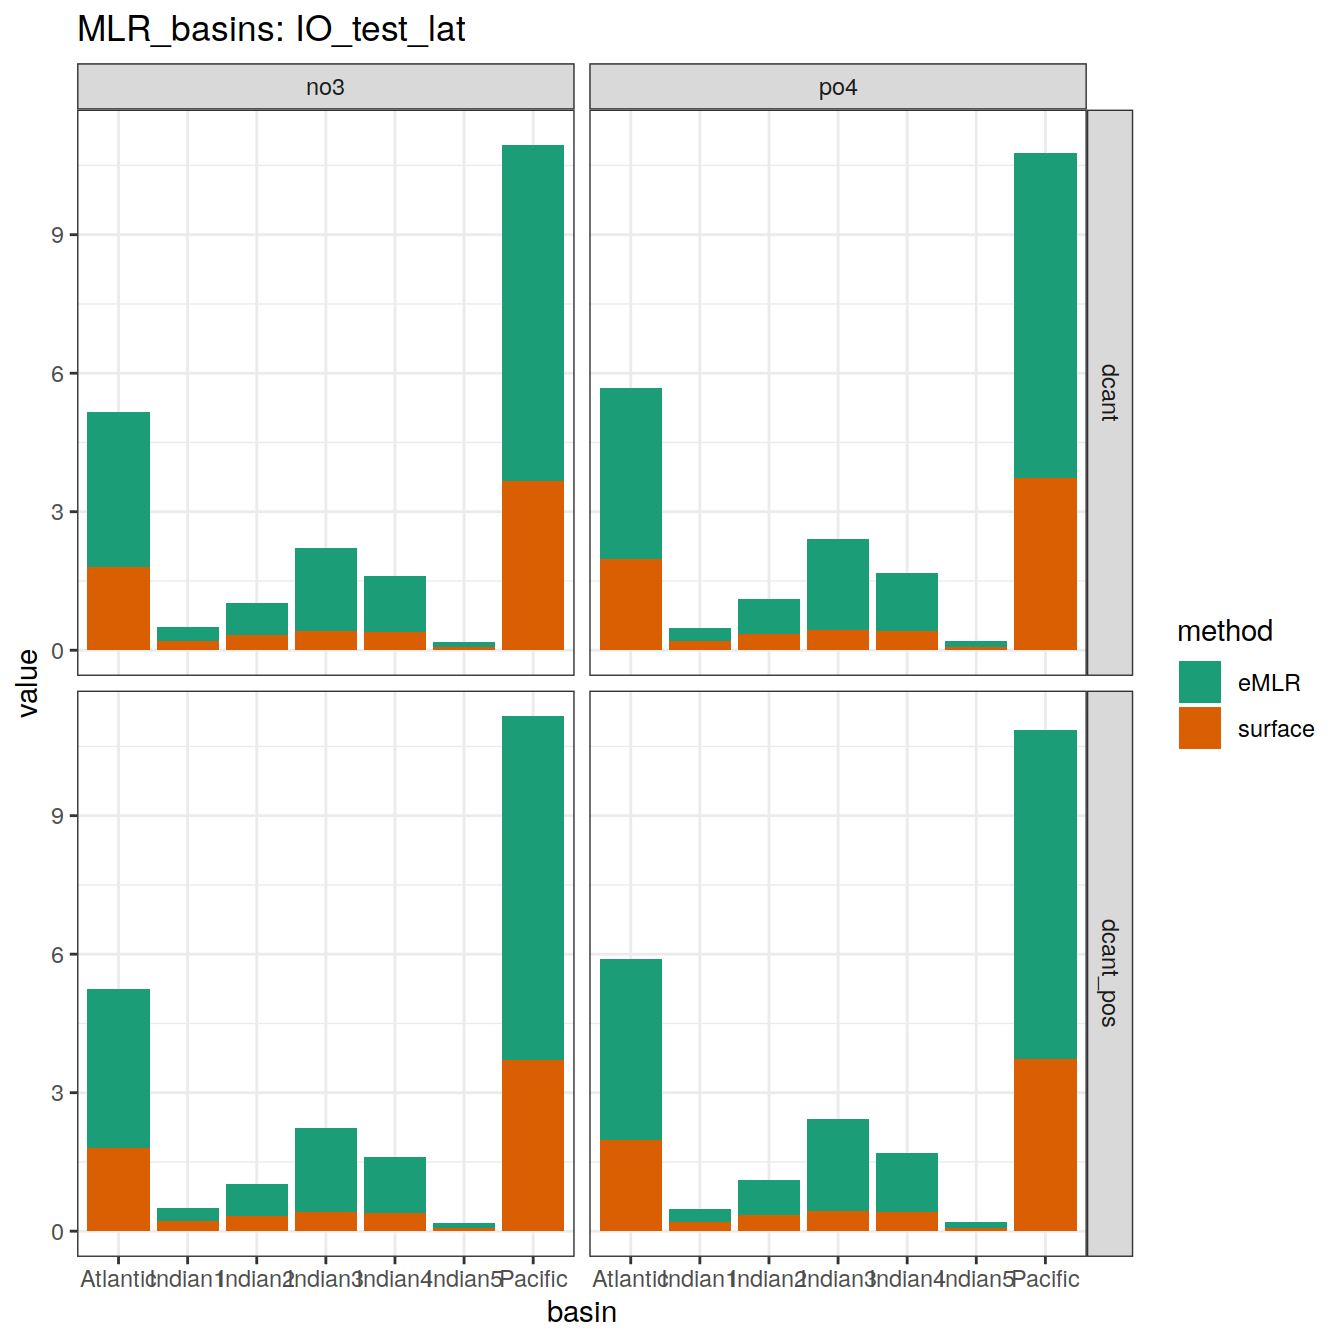 MLR_basins: IO_test_lat
no3 po4
9
6
3
0
dcant
9
6
3
0
dcant_pos
value
Atlantic Indian1 Indian2 Indian3 Indian4 Indian5 Pacific Atlantic Indian1 Indian2 Indian3 Indian4 Indian5 Pacific
basin
method
eMLR
surface